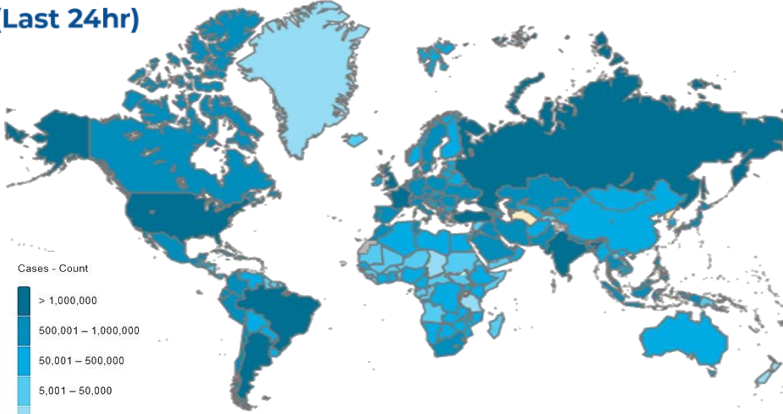 (Last 24hr)
Cases - Count
> 1,000,000
500,001 – 1,000,000
50,001 – 500,000
5,001 – 50,000